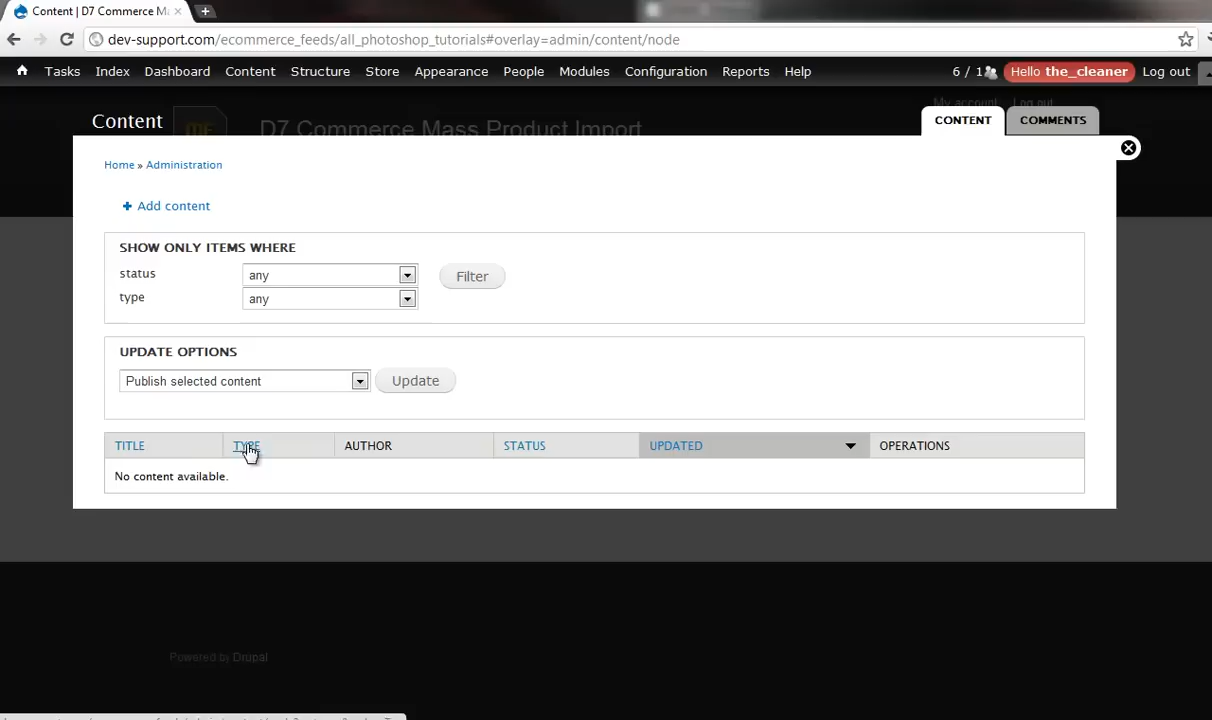 Content | D7 Commerce Ma
dev-support.com/ecommerce_feeds/all_photoshop_tutorials#overlay=admin/content/node
Tasks Index Dashboard Content Structure Store Appearance People Modules Configuration Reports Help 6 / 1 Hello the_cleaner Log out
My account Log out
Content
D7 Commerce Mass Product Import
CONTENT COMMENTS
Home » Administration
Add content
SHOW ONLY ITEMS WHERE
status any Filter
type any
UPDATE OPTIONS
Publish selected content Update
TITLE TYPE AUTHOR STATUS UPDATED OPERATIONS
No content available.
Powered by Drupal